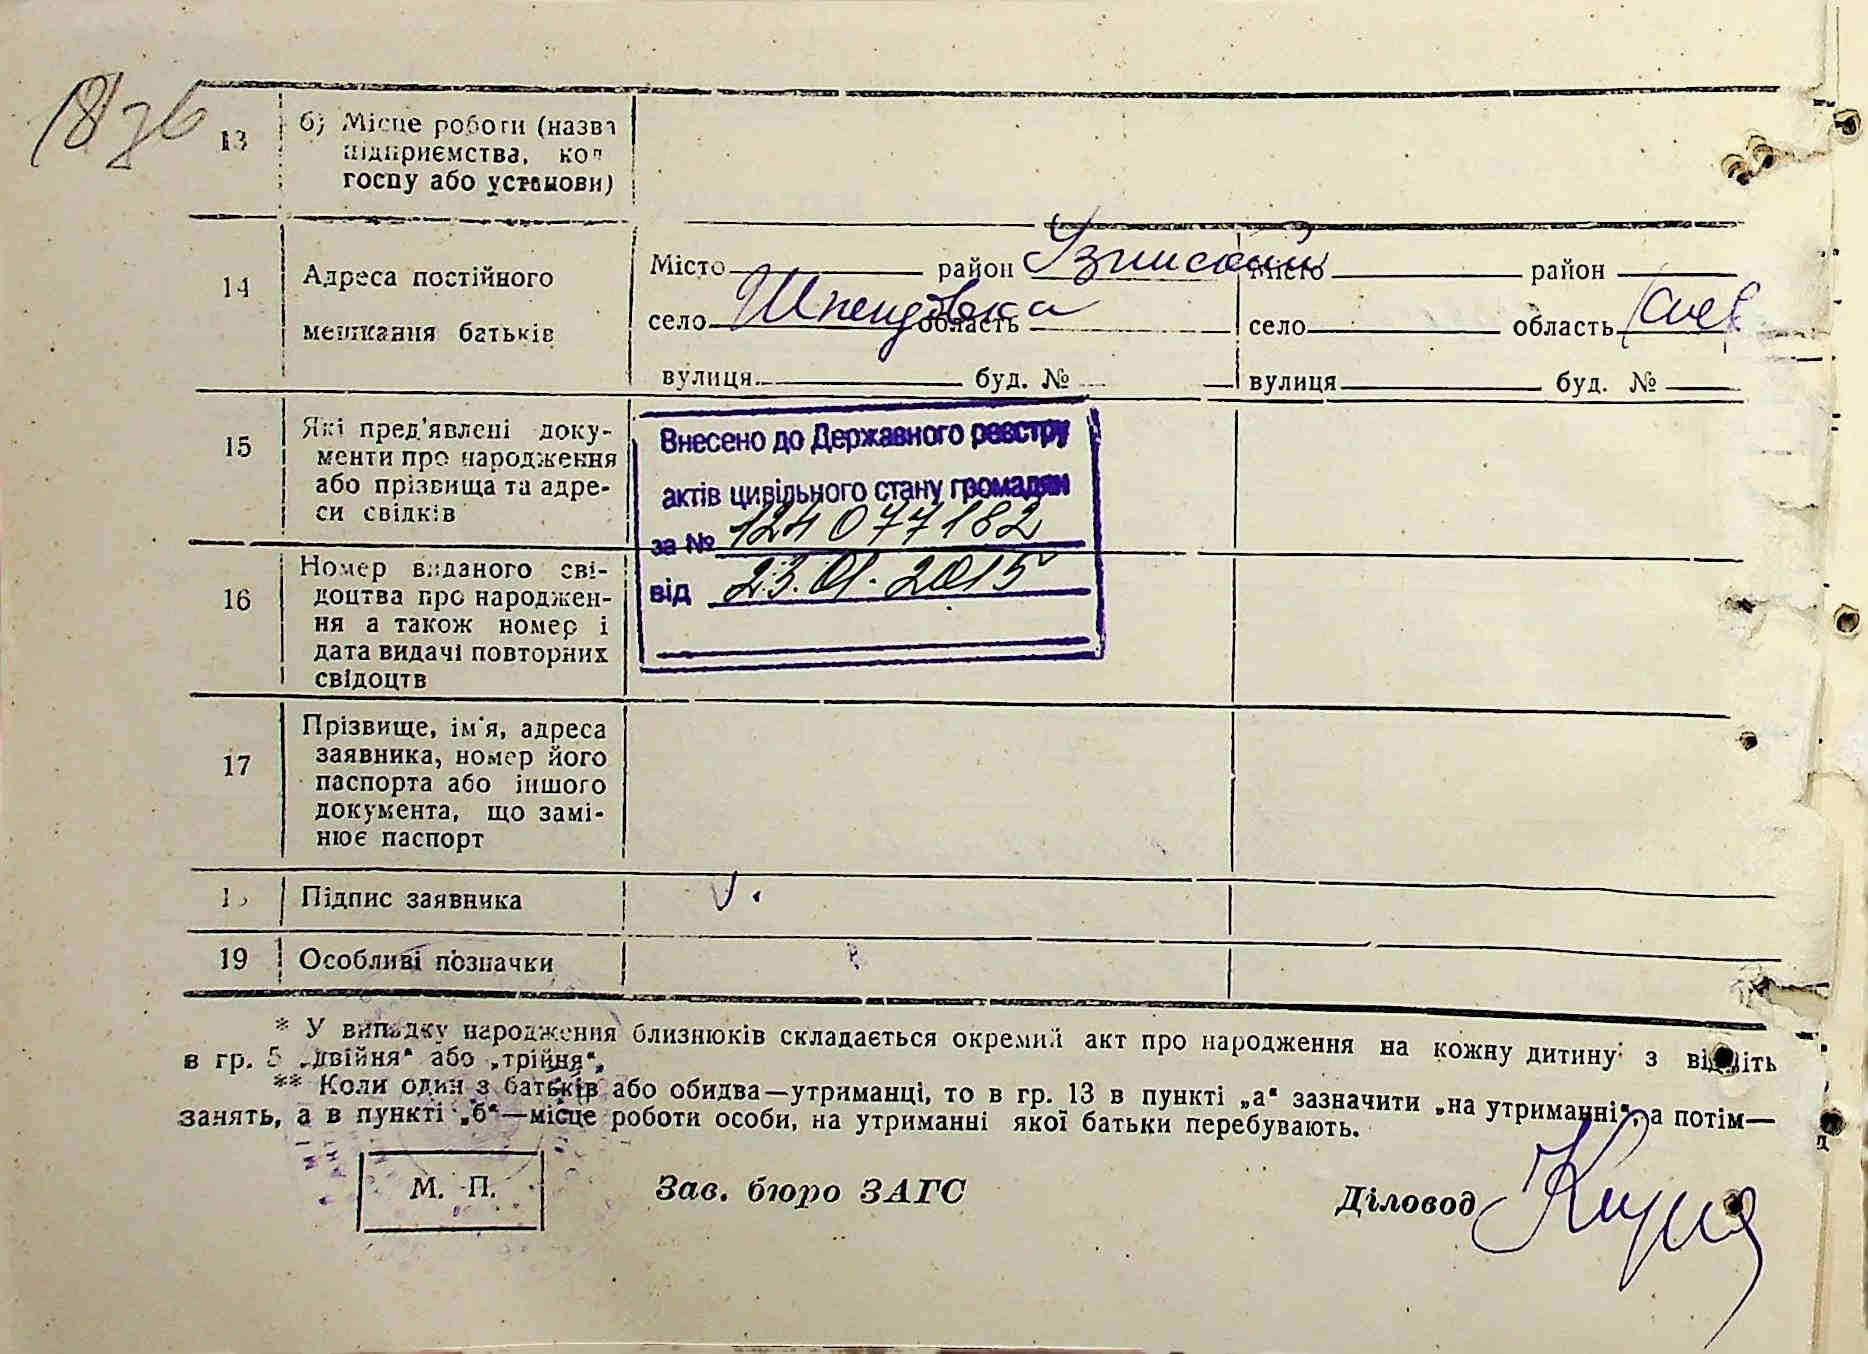 18 зв
13
б) Місце роботи (назва
підприємства, кол
госпу або установи)
14
Адреса постійного
мешкання батьків
Місто район Узинский місто район
село Шпендовка область село область Киев
вулиця буд. № вулиця буд. №
15
Які пред'явлені доку-
менти про народження
або прізвища та адре-
си свідків
Внесено до Державного реєстру
актів цивільного стану громадян
за № 124077182
від 23.01.2015
16
Номер виданого сві-
доцтва про народжен-
ня а також номер і
дата видачі повторних
свідоцтв
17
Прізвище, ім'я, адреса
заявника, номер його
паспорта або іншого
документа, що замі-
нює паспорт
Підпис заявника
19
Особливі позначки
* У випадку народження близнюків складається окремий акт про народження на кожну дитину з
в гр. 5 „двійня“ або „трійня“.
** Коли один з батьків або обидва—утриманці, то в гр. 13 в пункті „а“ зазначити „на утриманні“, а потім—
занять, а в пункті „б“—місце роботи особи, на утриманні якої батьки перебувають.
М. П.
Зав. бюро ЗАГС
Діловод